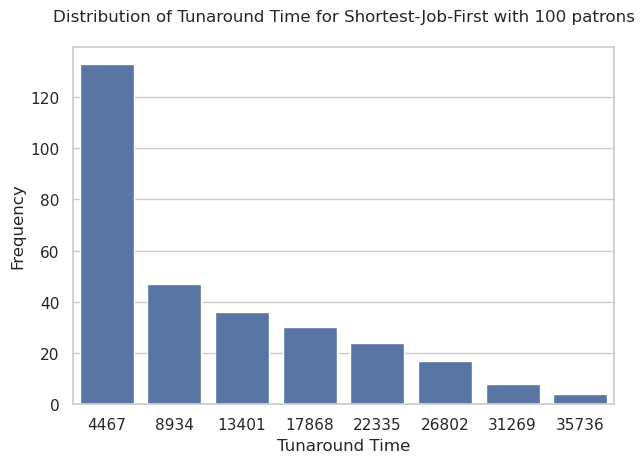 Distribution of Tunaround Time for Shortest-Job-First with 100 patrons
120
100
80
60
40
20
0
Frequency
4467 8934 13401 17868 22335 26802 31269 35736
Tunaround Time